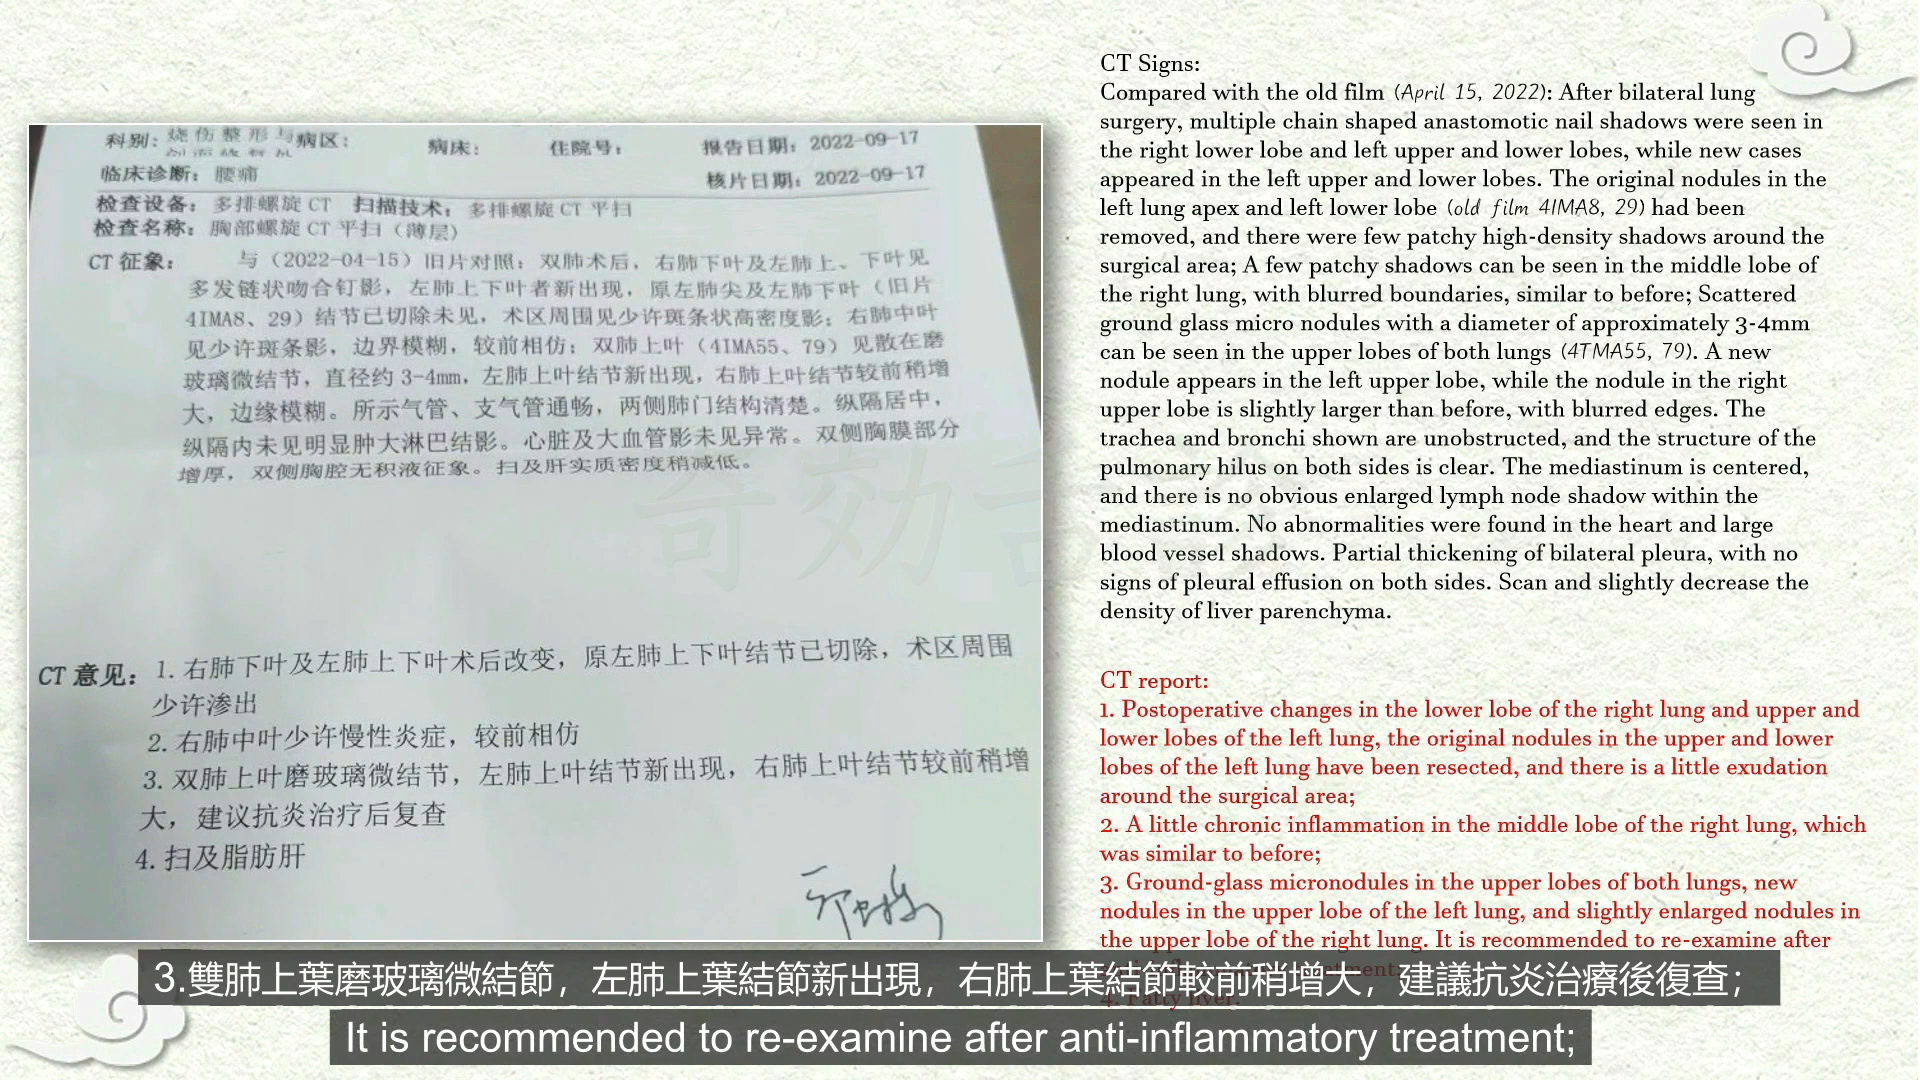 科别：烧伤整形与病区：
病床：
住院号：
报告日期：2022-09-17
临床诊断：腰痛
核片日期：2022-09-17
检查设备：多排螺旋 CT 扫描技术：多排螺旋 CT 平扫
检查名称：胸部螺旋 CT 平扫（薄层）
CT 征象： 与（2022-04-15）旧片对照：双肺术后，右肺下叶及左肺上、下叶见
多发链状吻合钉影，左肺上下叶者新出现，原左肺尖及左肺下叶（旧片
4IMA8、29）结节已切除未见，术区周围见少许斑条状高密度影；右肺中叶
见少许斑条影，边界模糊，较前相仿；双肺上叶（4IMA55、79）见散在磨
玻璃微结节，直径约 3-4mm，左肺上叶结节新出现，右肺上叶结节较前稍增
大，边缘模糊。所示气管、支气管通畅，两侧肺门结构清楚。纵隔居中，
纵隔内未见明显肿大淋巴结影。心脏及大血管影未见异常。双侧胸膜部分
增厚，双侧胸腔无积液征象。扫及肝实质密度稍减低。
CT 意见：1. 右肺下叶及左肺上下叶术后改变，原左肺上下叶结节已切除，术区周围
少许渗出
2. 右肺中叶少许慢性炎症，较前相仿
3. 双肺上叶磨玻璃微结节，左肺上叶结节新出现，右肺上叶结节较前稍增
大，建议抗炎治疗后复查
4. 扫及脂肪肝
CT Signs:
Compared with the old film (April 15, 2022): After bilateral lung
surgery, multiple chain shaped anastomotic nail shadows were seen in
the right lower lobe and left upper and lower lobes, while new cases
appeared in the left upper and lower lobes. The original nodules in the
left lung apex and left lower lobe (old film 4IMA8, 29) had been
removed, and there were few patchy high-density shadows around the
surgical area; A few patchy shadows can be seen in the middle lobe of
the right lung, with blurred boundaries, similar to before; Scattered
ground glass micro nodules with a diameter of approximately 3-4mm
can be seen in the upper lobes of both lungs (4TMA55, 79). A new
nodule appears in the left upper lobe, while the nodule in the right
upper lobe is slightly larger than before, with blurred edges. The
trachea and bronchi shown are unobstructed, and the structure of the
pulmonary hilus on both sides is clear. The mediastinum is centered,
and there is no obvious enlarged lymph node shadow within the
mediastinum. No abnormalities were found in the heart and large
blood vessel shadows. Partial thickening of bilateral pleura, with no
signs of pleural effusion on both sides. Scan and slightly decrease the
density of liver parenchyma.
CT report:
1. Postoperative changes in the lower lobe of the right lung and upper and
lower lobes of the left lung, the original nodules in the upper and lower
lobes of the left lung have been resected, and there is a little exudation
around the surgical area;
2. A little chronic inflammation in the middle lobe of the right lung, which
was similar to before;
3. Ground-glass micronodules in the upper lobes of both lungs, new
nodules in the upper lobe of the left lung, and slightly enlarged nodules in
the upper lobe of the right lung. It is recommended to re-examine after
4. Fatty liver.
3.雙肺上葉磨玻璃微結節，左肺上葉結節新出現，右肺上葉結節較前稍增大，建議抗炎治療後復查；
It is recommended to re-examine after anti-inflammatory treatment;